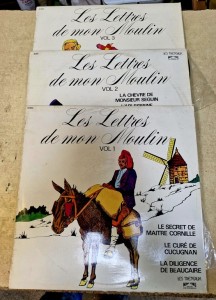 Les Lettres
de mon Moulin
VOL 3
Les Lettres
de mon Moulin
VOL 2
LA CHÈVRE DE
MONSIEUR SEGUIN
Les Lettres
de mon Moulin
VOL 1
LE SECRET DE
MAITRE CORNILLE
LE CURÉ DE
CUCUGNAN
LA DILIGENCE
DE BEAUCAIRE